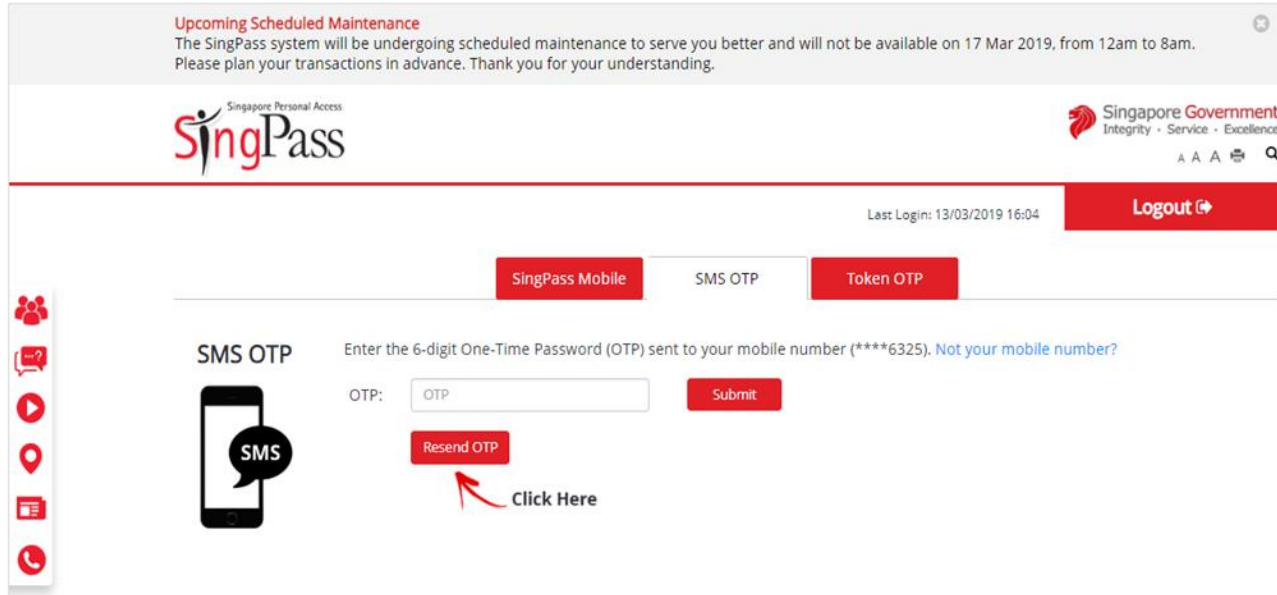 Upcoming Scheduled Maintenance
The SingPass system will be undergoing scheduled maintenance to serve you better and will not be available on 17 Mar 2019, from 12am to 8am.
Please plan your transactions in advance. Thank you for your understanding.
Singapore Personal Access
SingPass
Singapore Government
Integrity · Service · Excellence
A A A
Last Login: 13/03/2019 16:04
Logout
SingPass Mobile
SMS OTP
Token OTP
SMS OTP
Enter the 6-digit One-Time Password (OTP) sent to your mobile number (****6325). Not your mobile number?
OTP:
OTP
Submit
SMS
Resend OTP
Click Here